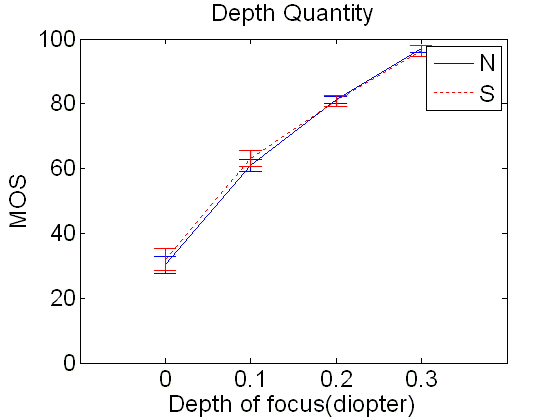 Depth Quantity
100
80
60
40
20
0
MOS
N
S
0 0.1 0.2 0.3
Depth of focus(diopter)